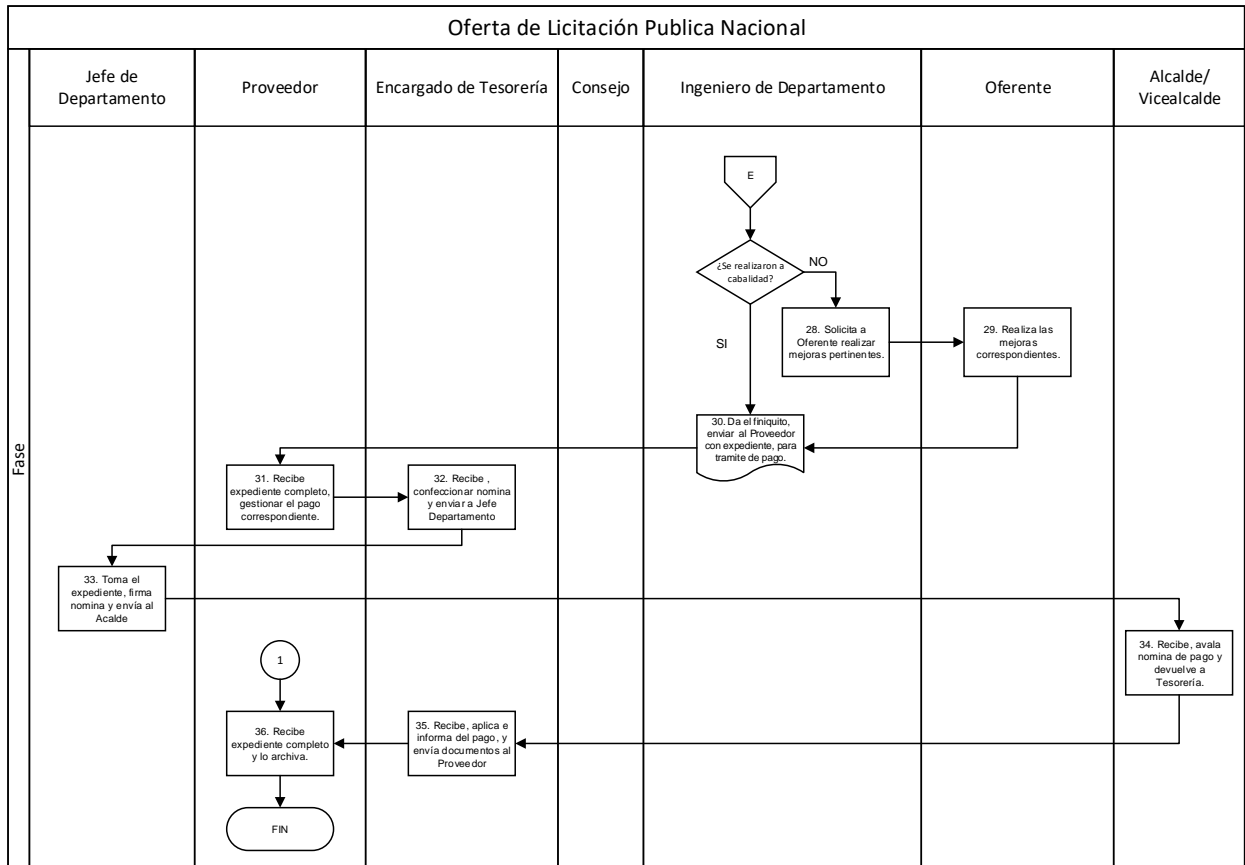 Oferta de Licitación Publica Nacional
Fase
Jefe de
Departamento
Proveedor
Encargado de Tesorería
Consejo
Ingeniero de Departamento
Oferente
Alcalde/
Vicealcalde
E
¿Se realizaron a
cabalidad?
NO
SI
28. Solicita a
Oferente realizar
mejoras pertinentes.
29. Realiza las
mejoras
correspondientes.
30. Da el finiquito,
enviar al Proveedor
con expediente, para
tramite de pago.
31. Recibe
expediente completo,
gestionar el pago
correspondiente.
32. Recibe ,
confeccionar nomina
y enviar a Jefe
Departamento
33. Toma el
expediente, firma
nomina y envía al
Acalde
34. Recibe, avala
nomina de pago y
devuelve a
Tesorería.
1
36. Recibe
expediente completo
y lo archiva.
35. Recibe, aplica e
informa del pago, y
envía documentos al
Proveedor
FIN